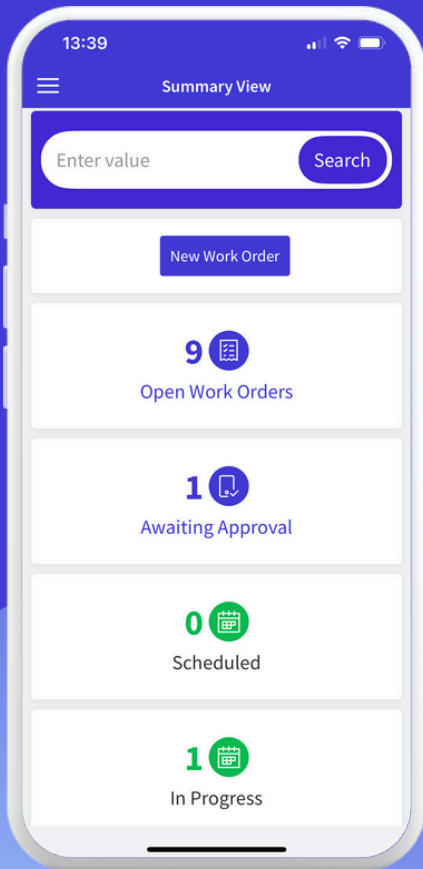 13:39
Summary View
Enter value
Search
New Work Order
9
Open Work Orders
1
Awaiting Approval
0
Scheduled
1
In Progress